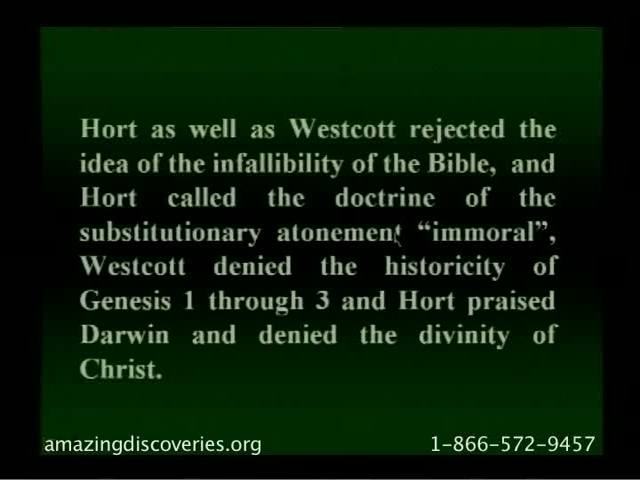 Hort as well as Westcott rejected the
idea of the infallibility of the Bible, and
Hort called the doctrine of the
substitutionary atonement “immoral”,
Westcott denied the historicity of
Genesis 1 through 3 and Hort praised
Darwin and denied the divinity of
Christ.
amazingdiscoveries.org 1-866-572-9457